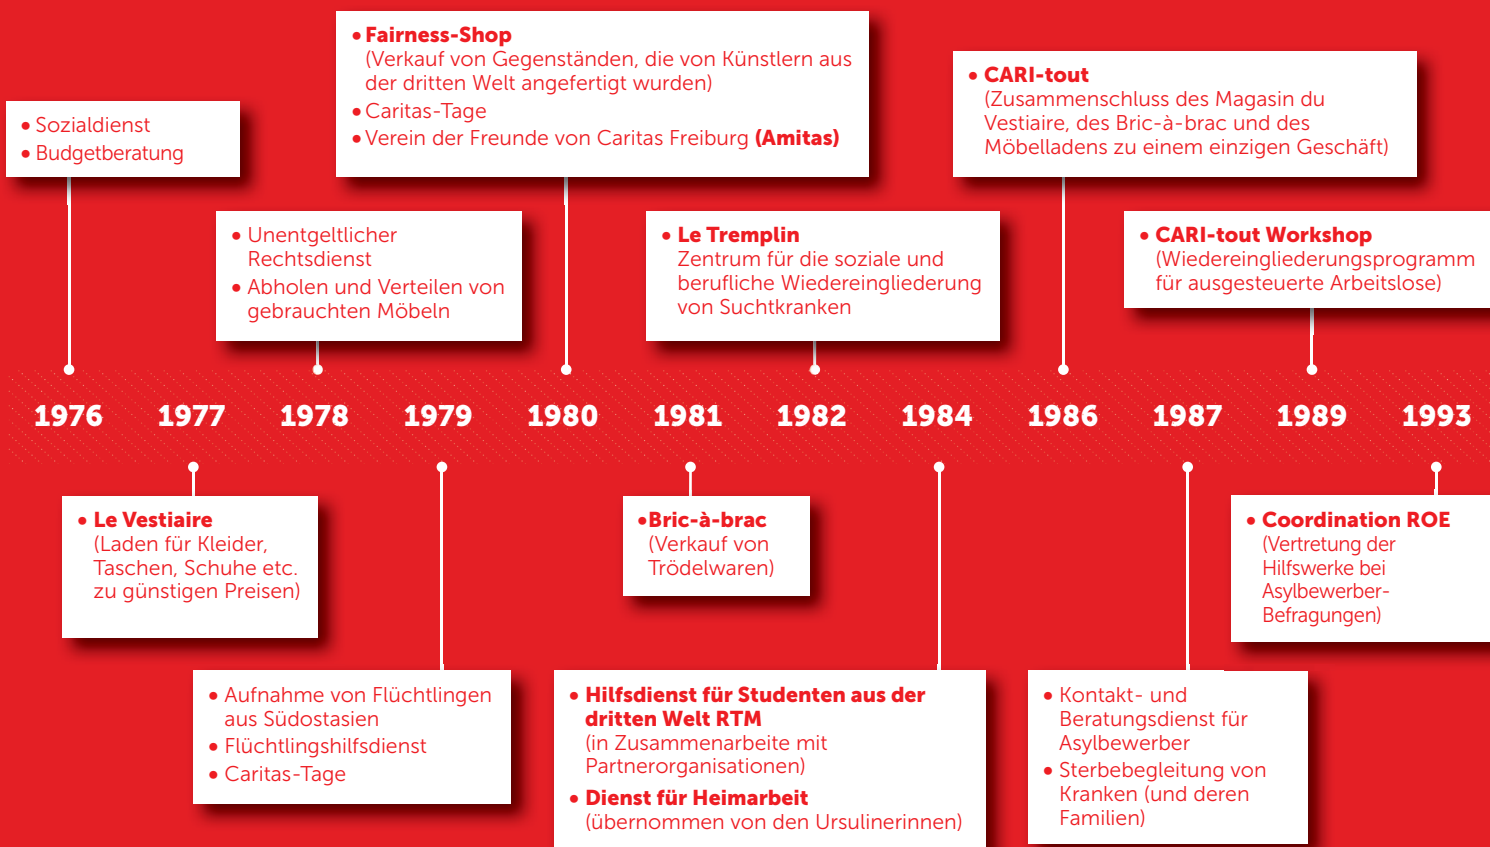 • Fairness-Shop
(Verkauf von Gegenständen, die von Künstlern aus
der dritten Welt angefertigt wurden)
• Caritas-Tage
• Verein der Freunde von Caritas Freiburg (Amitas)
• CARI-tout
(Zusammenschluss des Magasin du
Vestiaire, des Bric-à-brac und des
Möbelladens zu einem einzigen Geschäft)
• Sozialdienst
• Budgetberatung
• Unentgeltlicher
Rechtsdienst
• Abholen und Verteilen von
gebrauchten Möbeln
• Le Tremplin
Zentrum für die soziale und
berufliche Wiedereingliederung
von Suchtkranken
• CARI-tout Workshop
(Wiedereingliederungsprogramm
für ausgesteuerte Arbeitslose)
1976 1977 1978 1979 1980 1981 1982 1984 1986 1987 1989 1993
• Le Vestiaire
(Laden für Kleider,
Taschen, Schuhe etc.
zu günstigen Preisen)
•Bric-à-brac
(Verkauf von
Trödelwaren)
• Coordination ROE
(Vertretung der
Hilfswerke bei
Asylbewerber-
Befragungen)
• Aufnahme von Flüchtlingen
aus Südostasien
• Flüchtlingshilfsdienst
• Caritas-Tage
• Hilfsdienst für Studenten aus der
dritten Welt RTM
(in Zusammenarbeite mit
Partnerorganisationen)
• Dienst für Heimarbeit
(übernommen von den Ursulinerinnen)
• Kontakt- und
Beratungsdienst für
Asylbewerber
• Sterbebegleitung von
Kranken (und deren
Familien)